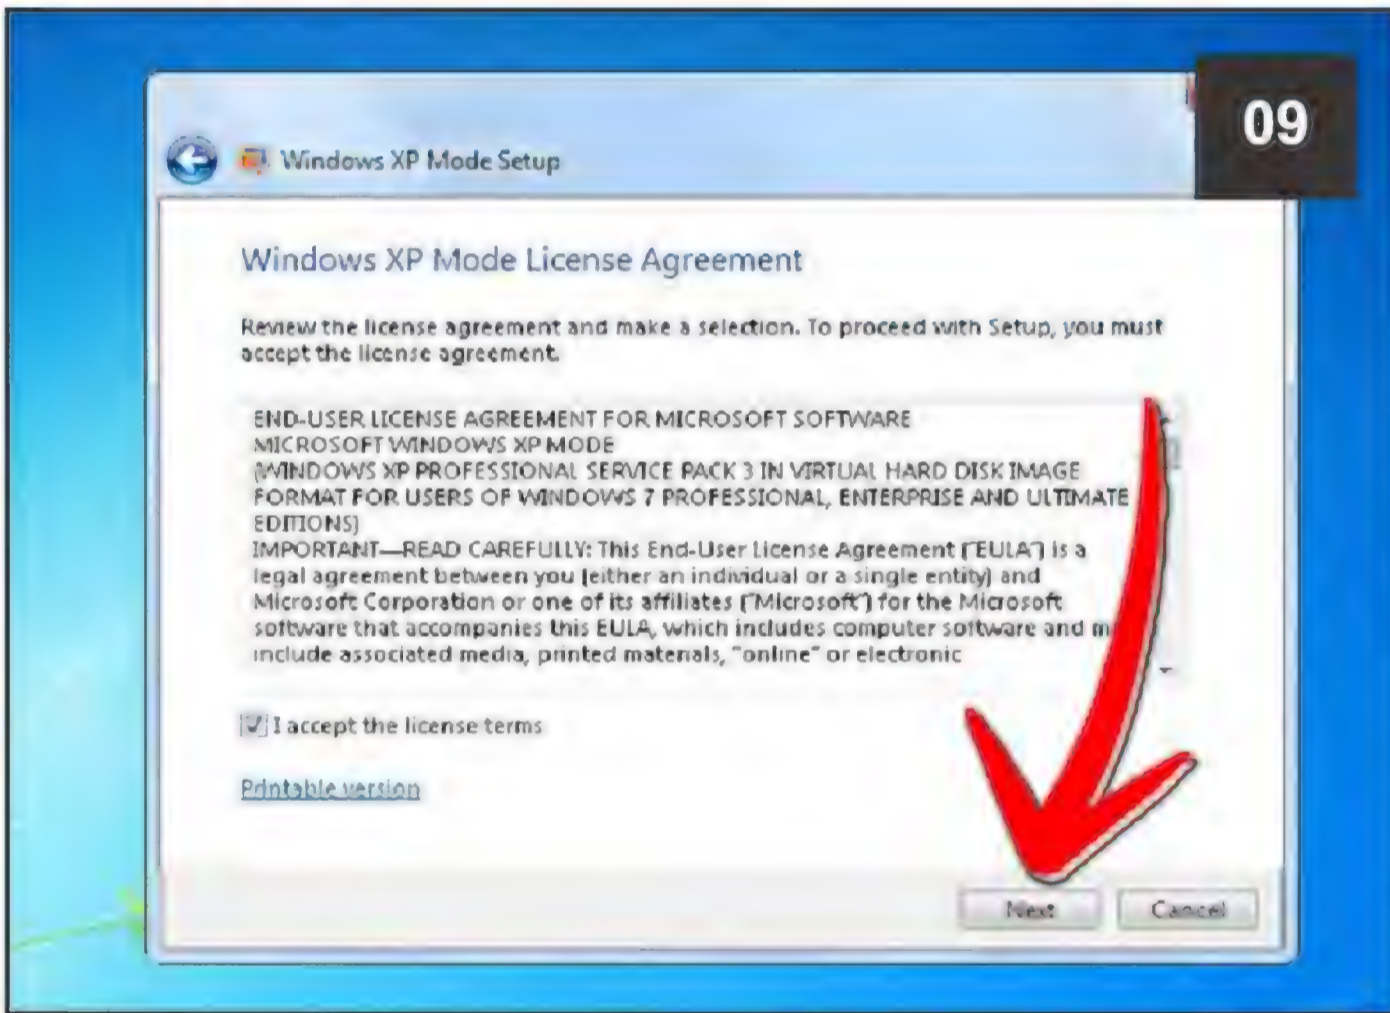 09
Windows XP Mode Setup
Windows XP Mode License Agreement
Review the license agreement and make a selection. To proceed with Setup, you must
accept the license agreement.
END-USER LICENSE AGREEMENT FOR MICROSOFT SOFTWARE
MICROSOFT WINDOWS XP MODE
(WINDOWS XP PROFESSIONAL SERVICE PACK 3 IN VIRTUAL HARD DISK IMAGE
FORMAT FOR USERS OF WINDOWS 7 PROFESSIONAL, ENTERPRISE AND ULTIMATE
EDITIONS)
IMPORTANT—READ CAREFULLY: This End-User License Agreement ("EULA") is a
legal agreement between you (either an individual or a single entity) and
Microsoft Corporation or one of its affiliates ("Microsoft") for the Microsoft
software that accompanies this EULA, which includes computer software and m
include associated media, printed materials, "online" or electronic
I accept the license terms
Printable version
Next Cancel